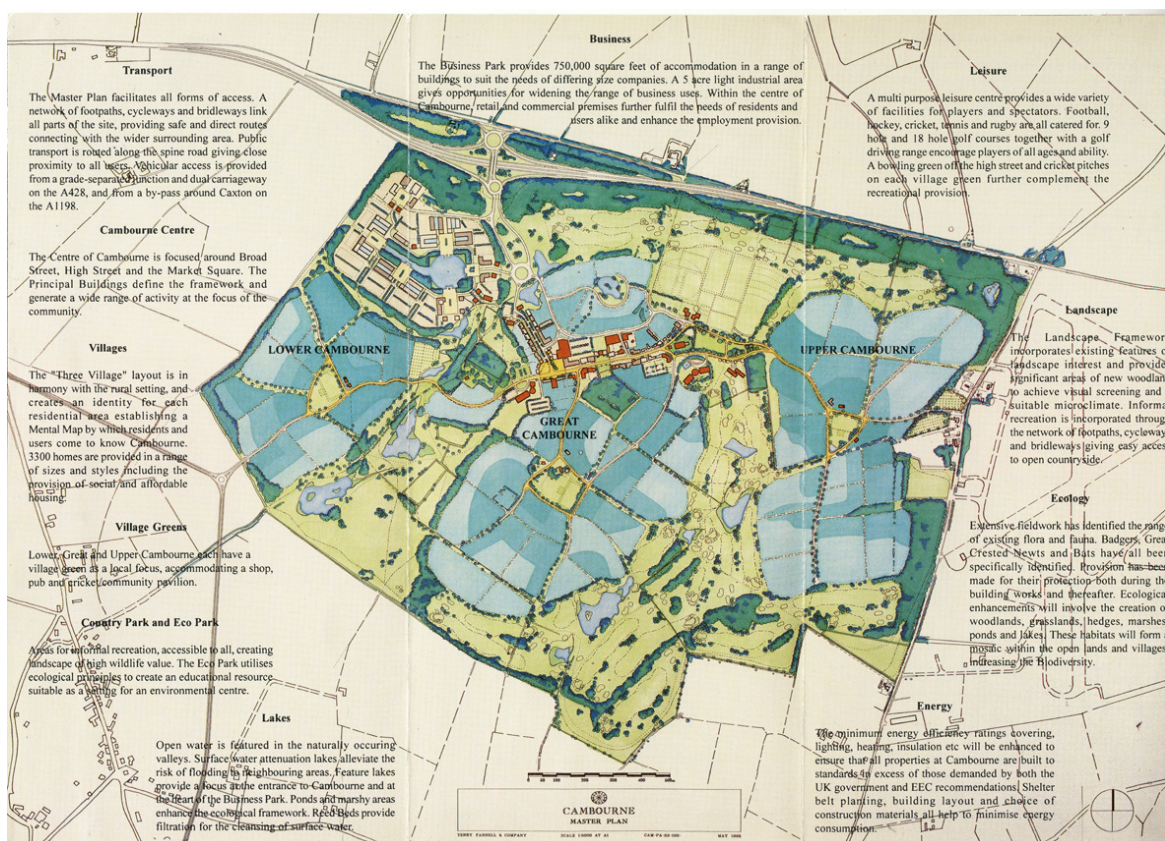 Transport
The Master Plan facilitates all forms of access. A
network of footpaths, cycleways and bridleways link
all parts of the site, providing safe and direct routes
connecting with the wider surrounding area. Public
transport is routed along the spine road giving close
proximity to all users. Vehicular access is provided
from a grade-separated junction and dual carriageway
on the A428, and from a by-pass around Caxton on
the A1198.
Cambourne Centre
The Centre of Cambourne is focused around Broad
Street, High Street and the Market Square. The
Principal Buildings define the framework and
generate a wide range of activity at the focus of the
community.
Villages
The "Three Village" layout is in
harmony with the rural setting, and
creates an identity for each
residential area establishing a
Mental Map by which residents and
users come to know Cambourne.
3300 homes are provided in a range
of sizes and styles including the
provision of social and affordable
housing.
Village Greens
Lower, Great and Upper Cambourne each have a
village green as a local focus, accommodating a shop,
pub and cricket/community pavilion.
Country Park and Eco Park
Areas for informal recreation, accessible to all, creating
landscape of high wildlife value. The Eco Park utilises
ecological principles to create an educational resource
suitable as a setting for an environmental centre.
Lakes
Open water is featured in the naturally occuring
valleys. Surface water attenuation lakes alleviate the
risk of flooding to neighbouring areas. Feature lakes
provide a focus at the entrance to Cambourne and at
the heart of the Business Park. Ponds and marshy areas
enhance the ecological framework. Reed Beds provide
filtration for the cleansing of surface water.
Business
The Business Park provides 750,000 square feet of accommodation in a range of
buildings to suit the needs of differing size companies. A 5 acre light industrial area
gives opportunities for widening the range of business uses. Within the centre of
Cambourne, retail and commercial premises further fulfil the needs of residents and
users alike and enhance the employment provision.
LOWER CAMBOURNE
GREAT
CAMBOURNE
UPPER CAMBOURNE
CAMBOURNE
MASTER PLAN
TERRY FARRELL & COMPANY
MAY 1995
Leisure
A multi purpose leisure centre provides a wide variety
of facilities for players and spectators. Football,
hockey, cricket, tennis and rugby are all catered for. 9
hole and 18 hole golf courses together with a golf
driving range encourage players of all ages and ability.
A bowling green off the high street and cricket pitches
on each village green further complement the
recreational provision.
Landscape
The Landscape Framewor
incorporates existing features o
landscape interest and provide
significant areas of new woodlan
to achieve visual screening and
suitable microclimate. Informa
recreation is incorporated throug
the network of footpaths, cycleway
and bridleways giving easy acces
to open countryside.
Ecology
Extensive fieldwork has identified the rang
of existing flora and fauna. Badgers, Grea
Crested Newts and Bats have all been
specifically identified. Provision has been
made for their protection both during the
building works and thereafter. Ecologica
enhancements will involve the creation o
woodlands, grasslands, hedges, marshes
ponds and lakes. These habitats will form
mosaic within the open lands and villages
increasing the Biodiversity.
Energy
The minimum energy efficiency ratings covering,
lighting, heating, insulation etc will be enhanced to
ensure that all properties at Cambourne are built to
standards in excess of those demanded by both the
UK government and EEC recommendations. Shelter
belt planting, building layout and choice of
construction materials all help to minimise energy
consumption.